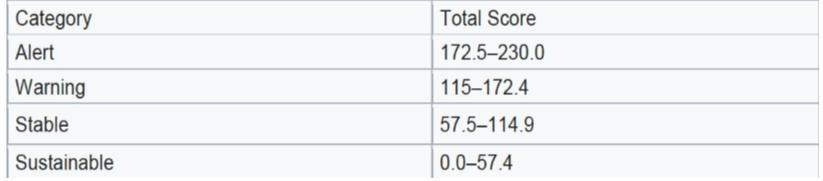 Category Total Score
Alert 172.5–230.0
Warning 115–172.4
Stable 57.5–114.9
Sustainable 0.0–57.4